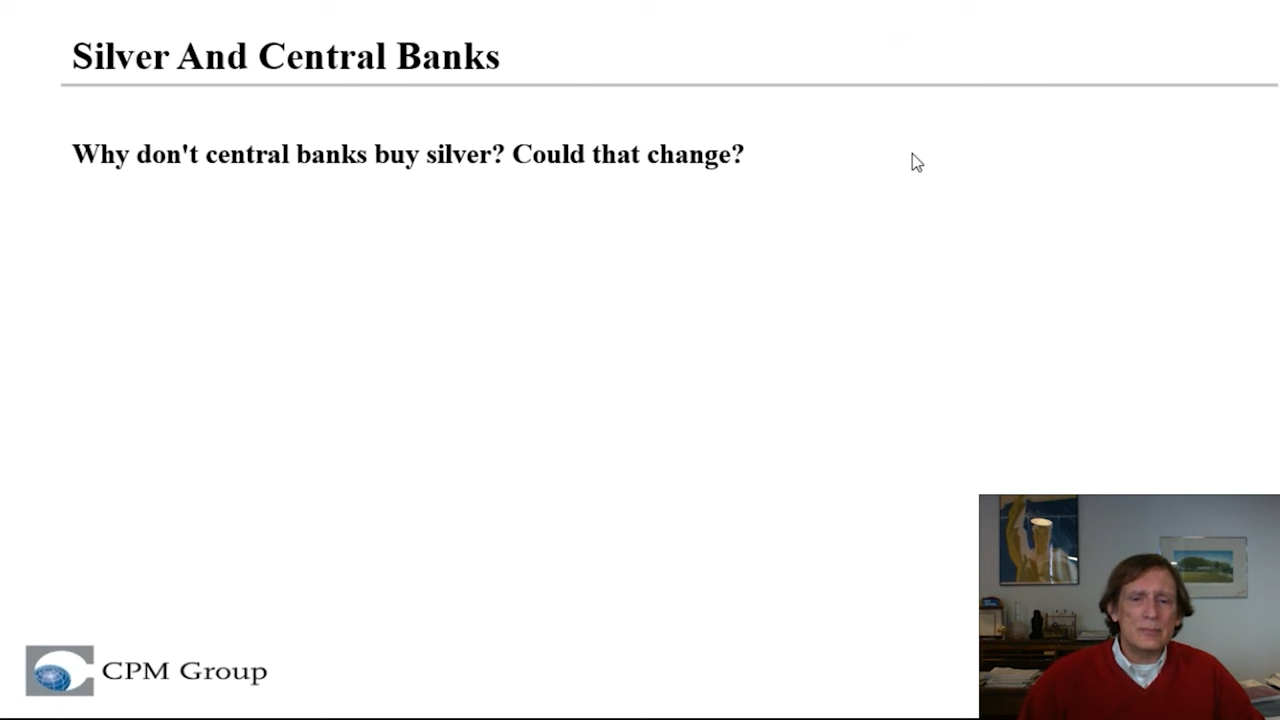 Silver And Central Banks
Why don't central banks buy silver? Could that change?
CPM Group